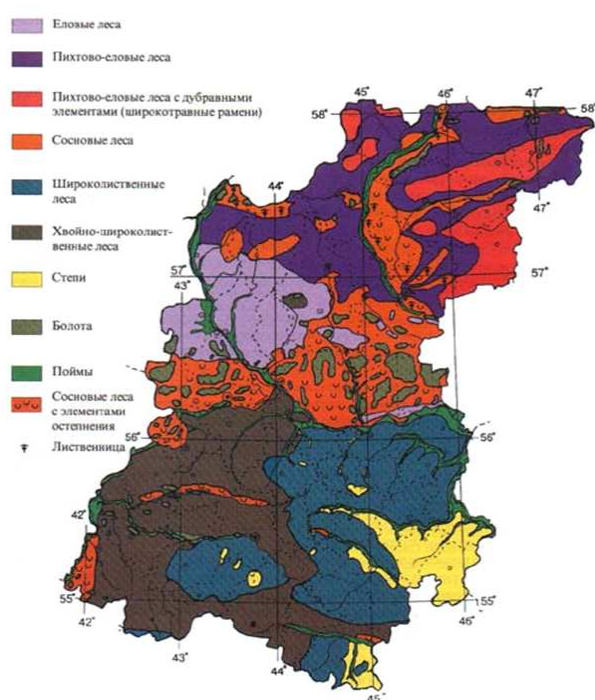 Еловые леса
Пихтово-еловые леса
Пихтово-еловые леса с дубравными
элементами (широкотравные рамени)
Сосновые леса
Широколиственные
леса
Хвойно-широколист-
венные леса
Степи
Болота
Поймы
Сосновые леса
с элементами
остепнения
Лиственница
45°
46°
47°
58°
58°
47°
44°
57°
43°
57°
56°
56°
42°
55°
55°
42°
46°
43°
44°
45°